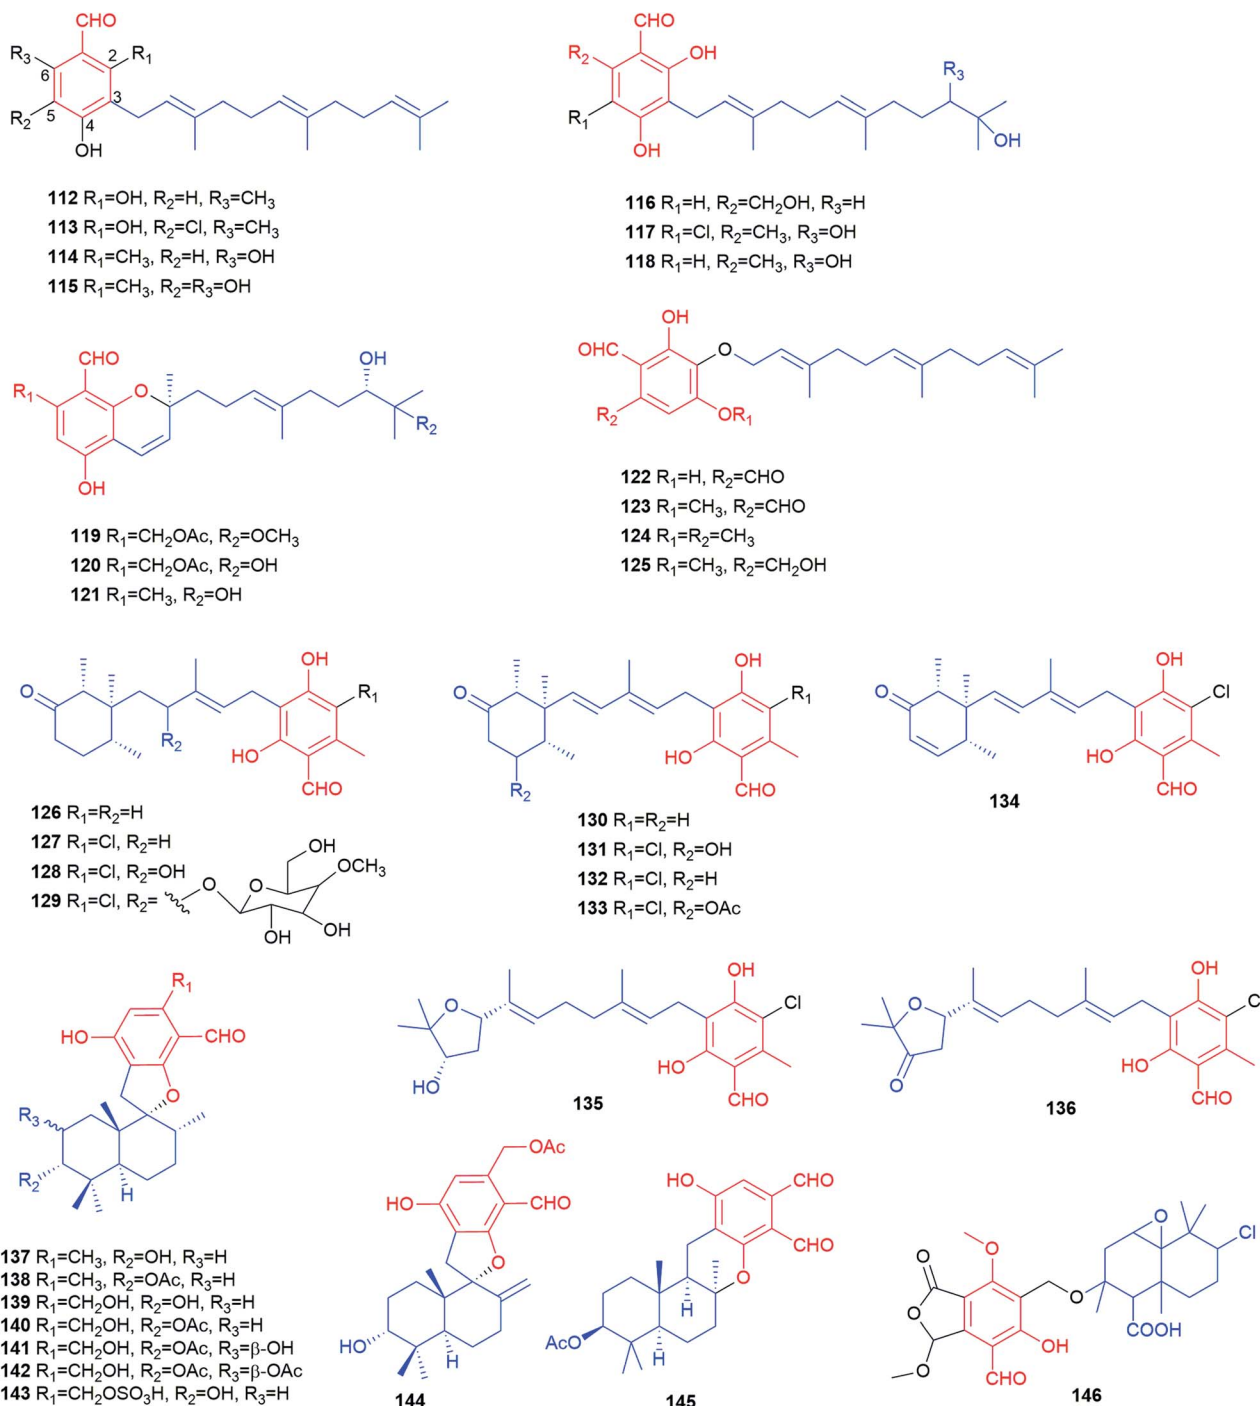 CHO
R3
2
R1
6
3
5
R2
4
OH
112 R1=OH, R2=H, R3=CH3
113 R1=OH, R2=Cl, R3=CH3
114 R1=CH3, R2=H, R3=OH
115 R1=CH3, R2=R3=OH
CHO
R2
OH
R3
R1
OH
OH
116 R1=H, R2=CH2OH, R3=H
117 R1=Cl, R2=CH3, R3=OH
118 R1=H, R2=CH3, R3=OH
CHO
OH
R1
O
R2
OH
119 R1=CH2OAc, R2=OCH3
120 R1=CH2OAc, R2=OH
121 R1=CH3, R2=OH
OH
OHC
O
R2
OR1
122 R1=H, R2=CHO
123 R1=CH3, R2=CHO
124 R1=R2=CH3
125 R1=CH3, R2=CH2OH
OH
O
R1
R2
HO
CHO
126 R1=R2=H
127 R1=Cl, R2=H
128 R1=Cl, R2=OH
129 R1=Cl, R2=
OH
O
O
OCH3
OH
OH
OH
O
R1
HO
R2
CHO
130 R1=R2=H
131 R1=Cl, R2=OH
132 R1=Cl, R2=H
133 R1=Cl, R2=OAc
OH
O
Cl
HO
CHO
134
R1
HO
CHO
O
R3
R2
H
137 R1=CH3, R2=OH, R3=H
138 R1=CH3, R2=OAc, R3=H
139 R1=CH2OH, R2=OH, R3=H
140 R1=CH2OH, R2=OAc, R3=H
141 R1=CH2OH, R2=OAc, R3=β-OH
142 R1=CH2OH, R2=OAc, R3=β-OAc
143 R1=CH2OSO3H, R2=OH, R3=H
OH
O
Cl
HO
HO
CHO
135
OH
O
C
O
HO
CHO
136
OAc
HO
CHO
O
HO
H
144
HO
CHO
CHO
O
H
AcO
H
145
O
O
O
Cl
O
O
COOH
OH
O
CHO
146